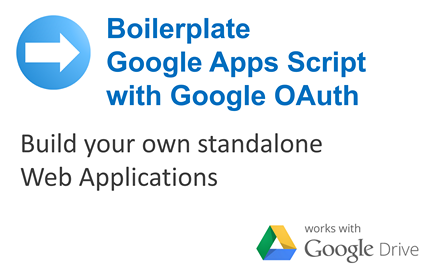 Boilerplate
Google Apps Script
with Google OAuth
Build your own standalone
Web Applications
works with
Google Drive